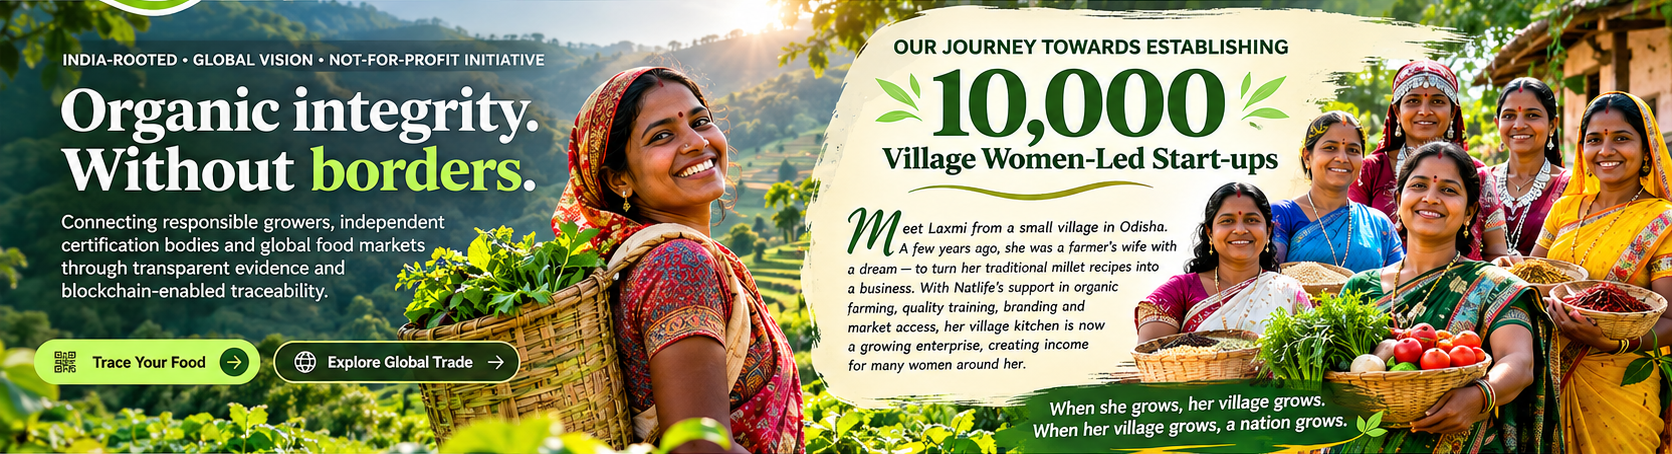 INDIA-ROOTED • GLOBAL VISION • NOT-FOR-PROFIT INITIATIVE
Organic integrity.
Without borders.
Connecting responsible growers, independent
certification bodies and global food markets
through transparent evidence and
blockchain-enabled traceability.
Trace Your Food →
Explore Global Trade →
OUR JOURNEY TOWARDS ESTABLISHING
10,000
Village Women-Led Start-ups
Meet Laxmi from a small village in Odisha.
A few years ago, she was a farmer's wife with
a dream — to turn her traditional millet recipes into
a business. With Natlife's support in organic
farming, quality training, branding and
market access, her village kitchen is now
a growing enterprise, creating income
for many women around her.
When she grows, her village grows.
When her village grows, a nation grows.